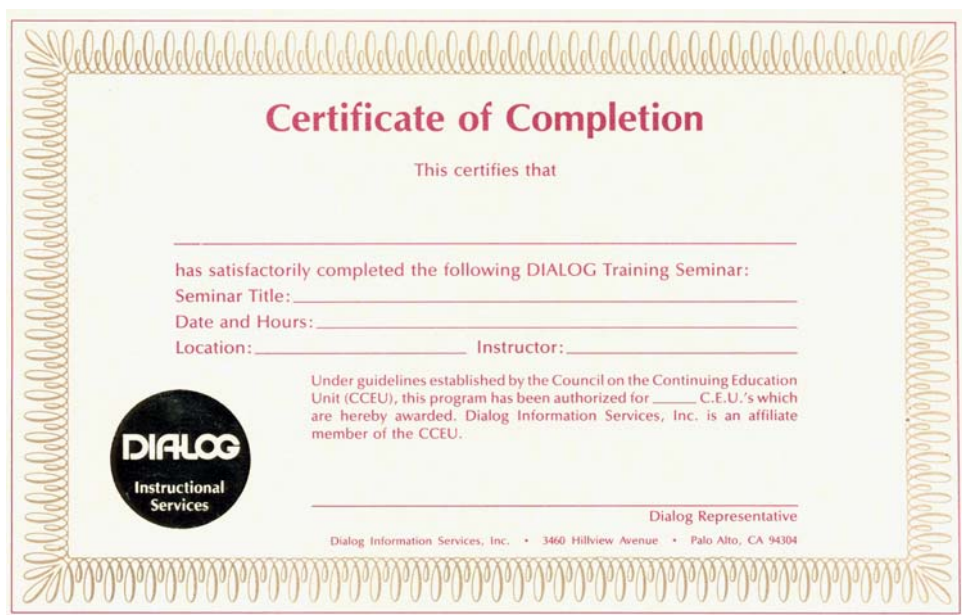 Certificate of Completion
This certifies that
has satisfactorily completed the following DIALOG Training Seminar:
Seminar Title:
Date and Hours:
Location: Instructor:
Under guidelines established by the Council on the Continuing Education
Unit (CCEU), this program has been authorized for ______ C.E.U.'s which
are hereby awarded. Dialog Information Services, Inc. is an affiliate
member of the CCEU.
DIALOG
Instructional
Services
Dialog Representative
Dialog Information Services, Inc. • 3460 Hillview Avenue • Palo Alto, CA 94304